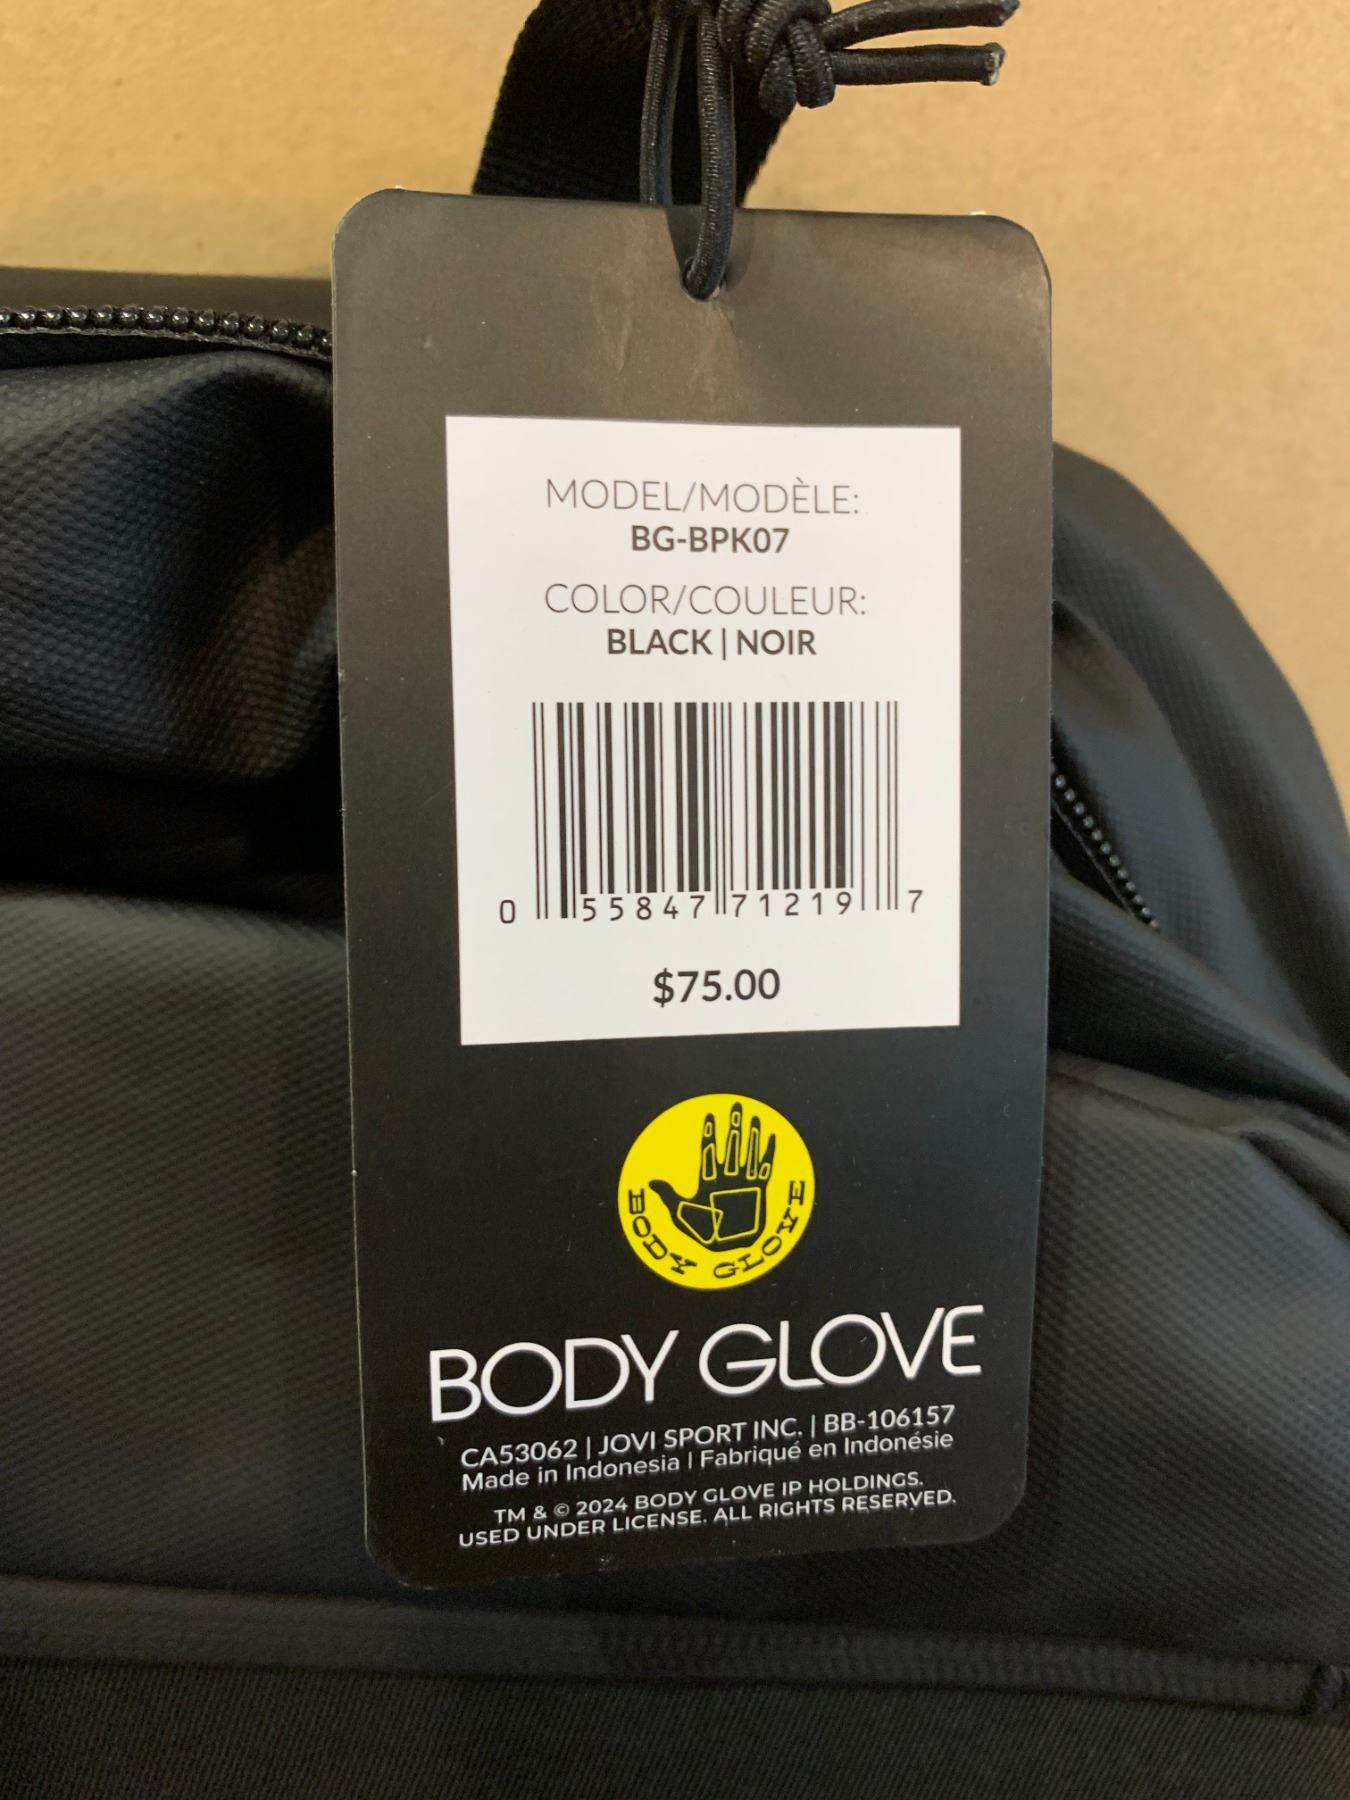 MODEL/MODÈLE:
BG-BPK07
COLOR/COULEUR:
BLACK | NOIR
0 55847 71219 7
$75.00
BODY GLOVE
BODY GLOVE
CA53062 | JOVI SPORT INC. | BB-106157
Made in Indonesia | Fabriqué en Indonésie
TM & © 2024 BODY GLOVE IP HOLDINGS.
USED UNDER LICENSE. ALL RIGHTS RESERVED.